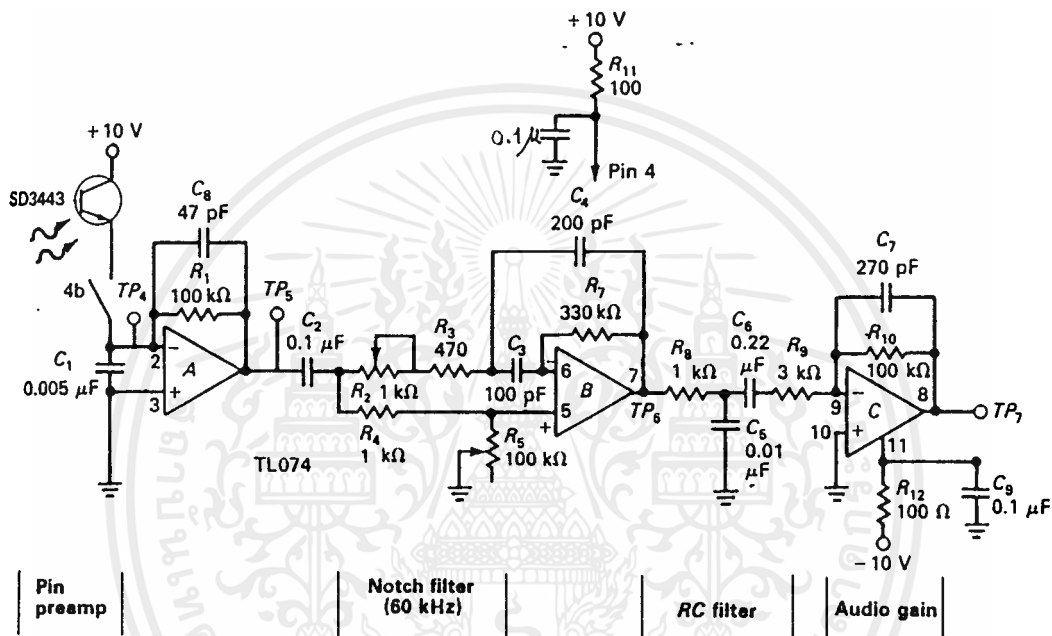 +10 V
R11
100
0.1μ
Pin 4
+10 V
SD3443
C8
47 pF
R1
100 kΩ
4b
TP4
TP5
C1
0.005 μF
2
−
A
3
+
C2
0.1 μF
R2
1 kΩ
R3
470
C3
100 pF
R4
1 kΩ
TL074
R5
100 kΩ
C4
200 pF
R7
330 kΩ
6
−
B
7
5
+
TP6
R8
1 kΩ
C6
0.22
μF
R9
3 kΩ
C5
0.01
μF
C7
270 pF
R10
100 kΩ
9
−
C
8
10
+
11
TP7
R12
100 Ω
C9
0.1 μF
−10 V
Pin
preamp
Notch filter
(60 kHz)
RC filter
Audio gain